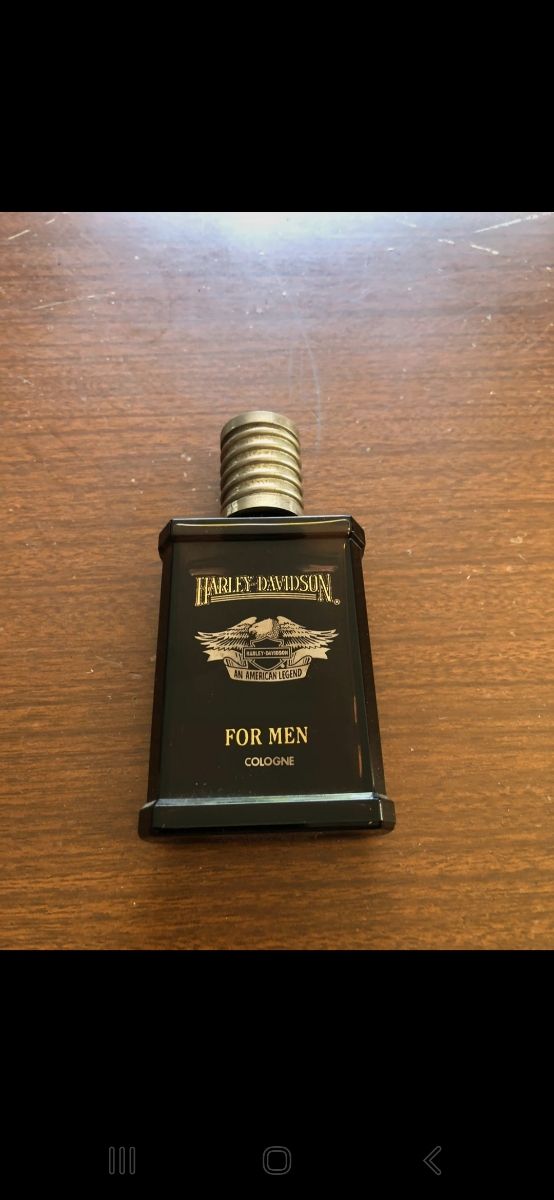 HARLEY-DAVIDSON®
HARLEY-DAVIDSON
AN AMERICAN LEGEND
FOR MEN
COLOGNE